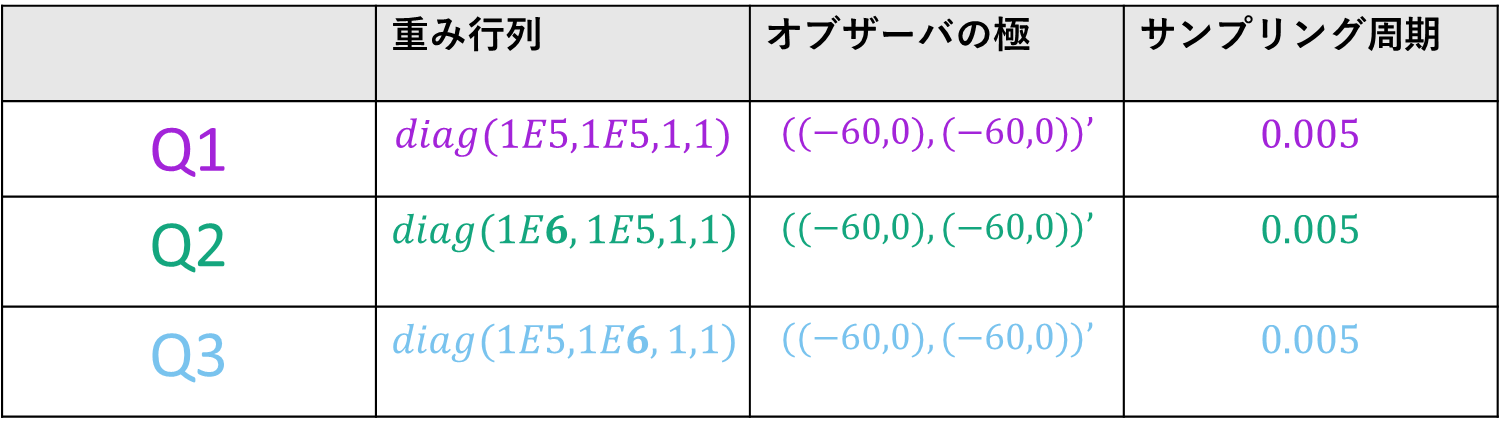 重み行列 オブザーバの極 サンプリング周期
Q1 diag(1E5,1E5,1,1) ((−60,0),(−60,0))’ 0.005
Q2 diag(1E6, 1E5,1,1) ((−60,0),(−60,0))’ 0.005
Q3 diag(1E5,1E6, 1,1) ((−60,0),(−60,0))’ 0.005